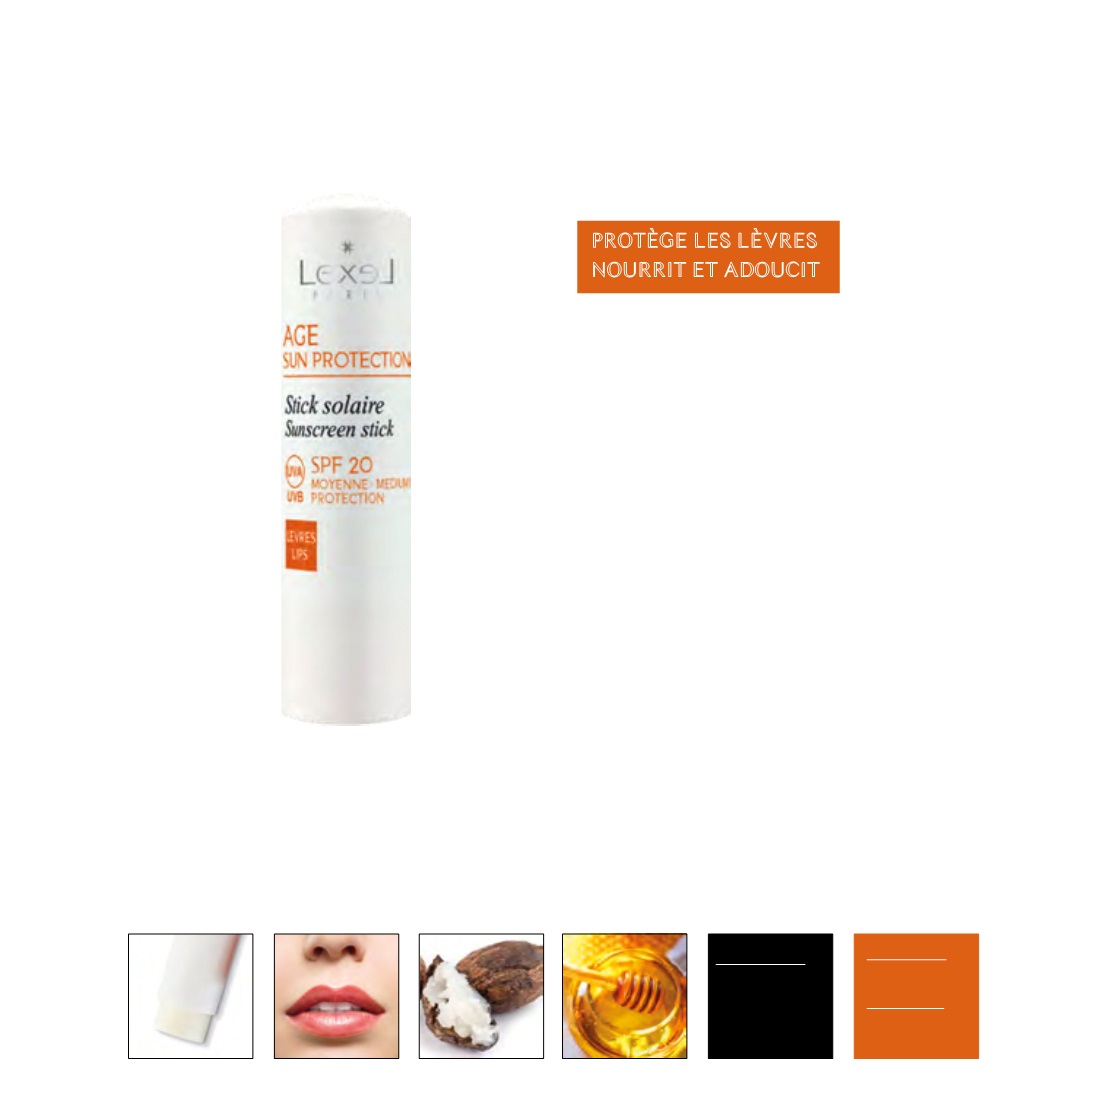 LexeL
PARIS
AGE
SUN PROTECTION
Stick solaire
Sunscreen stick
UVA
UVB
SPF 20
MOYENNE - MEDIUM
PROTECTION
LÈVRES
LIPS
PROTÈGE LES LÈVRES
NOURRIT ET ADOUCIT